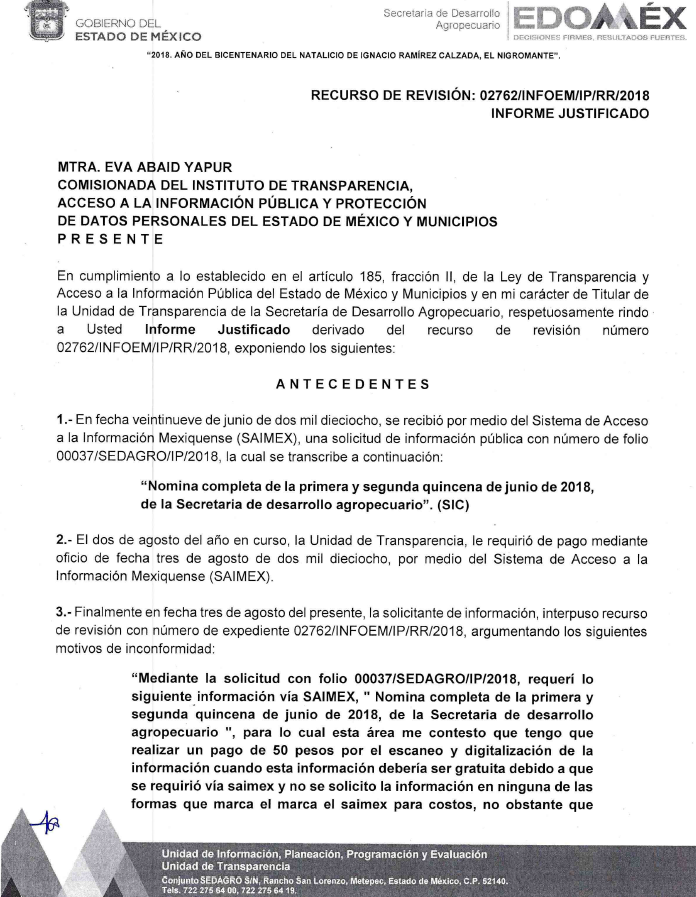 GOBIERNO DEL
ESTADO DE MÉXICO
Secretaría de Desarrollo
Agropecuario
EDOMÉX
DECISIONES FIRMES, RESULTADOS FUERTES.
“2018. AÑO DEL BICENTENARIO DEL NATALICIO DE IGNACIO RAMÍREZ CALZADA, EL NIGROMANTE”.
RECURSO DE REVISIÓN: 02762/INFOEM/IP/RR/2018
INFORME JUSTIFICADO
MTRA. EVA ABAID YAPUR
COMISIONADA DEL INSTITUTO DE TRANSPARENCIA,
ACCESO A LA INFORMACIÓN PÚBLICA Y PROTECCIÓN
DE DATOS PERSONALES DEL ESTADO DE MÉXICO Y MUNICIPIOS
P R E S E N T E
En cumplimiento a lo establecido en el artículo 185, fracción II, de la Ley de Transparencia y
Acceso a la Información Pública del Estado de México y Municipios y en mi carácter de Titular de
la Unidad de Transparencia de la Secretaría de Desarrollo Agropecuario, respetuosamente rindo
a Usted Informe Justificado derivado del recurso de revisión número
02762/INFOEM/IP/RR/2018, exponiendo los siguientes:
A N T E C E D E N T E S
1.- En fecha veintinueve de junio de dos mil dieciocho, se recibió por medio del Sistema de Acceso
a la Información Mexiquense (SAIMEX), una solicitud de información pública con número de folio
00037/SEDAGRO/IP/2018, la cual se transcribe a continuación:
“Nomina completa de la primera y segunda quincena de junio de 2018,
de la Secretaria de desarrollo agropecuario”. (SIC)
2.- El dos de agosto del año en curso, la Unidad de Transparencia, le requirió de pago mediante
oficio de fecha tres de agosto de dos mil dieciocho, por medio del Sistema de Acceso a la
Información Mexiquense (SAIMEX).
3.- Finalmente en fecha tres de agosto del presente, la solicitante de información, interpuso recurso
de revisión con número de expediente 02762/INFOEM/IP/RR/2018, argumentando los siguientes
motivos de inconformidad:
“Mediante la solicitud con folio 00037/SEDAGRO/IP/2018, requerí lo
siguiente información vía SAIMEX, " Nomina completa de la primera y
segunda quincena de junio de 2018, de la Secretaria de desarrollo
agropecuario ", para lo cual esta área me contesto que tengo que
realizar un pago de 50 pesos por el escaneo y digitalización de la
información cuando esta información debería ser gratuita debido a que
se requirió vía saimex y no se solicito la información en ninguna de las
formas que marca el marca el saimex para costos, no obstante que
Unidad de Información, Planeación, Programación y Evaluación
Unidad de Transparencia
Conjunto SEDAGRO S/N, Rancho San Lorenzo, Metepec, Estado de México, C.P. 52140.
Tels. 722 275 64 00, 722 275 64 19.